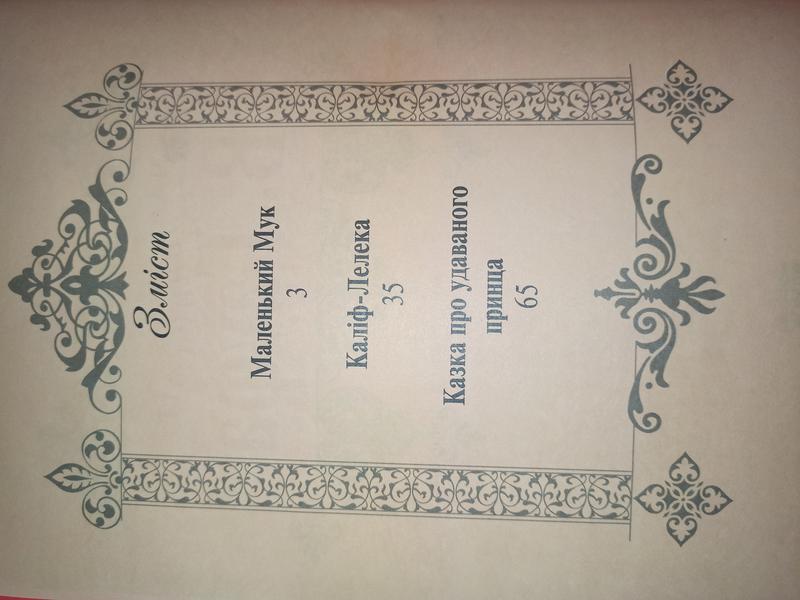 Зміст
Маленький Мук
3
Каліф-Лелека
35
Казка про удаваного
принца
65